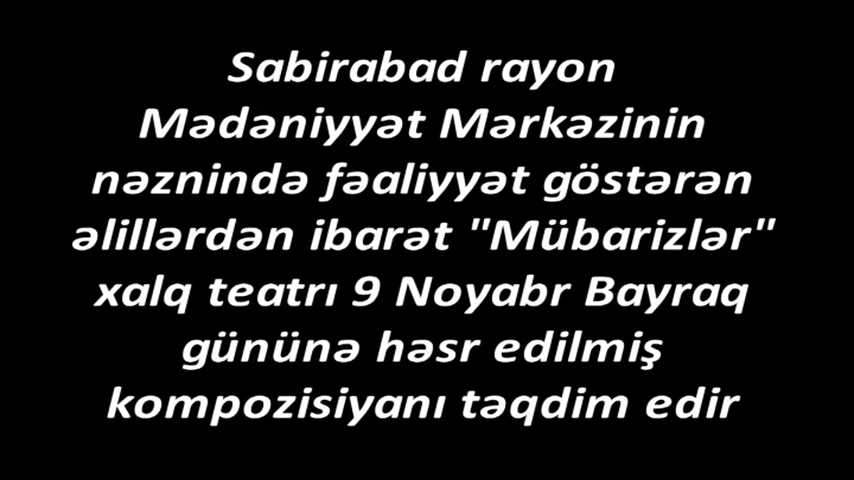 Sabirabad rayon
Mədəniyyət Mərkəzinin
nəznində fəaliyyət göstərən
əlillərdən ibarət "Mübarizlər"
xalq teatrı 9 Noyabr Bayraq
gününə həsr edilmiş
kompozisiyanı təqdim edir